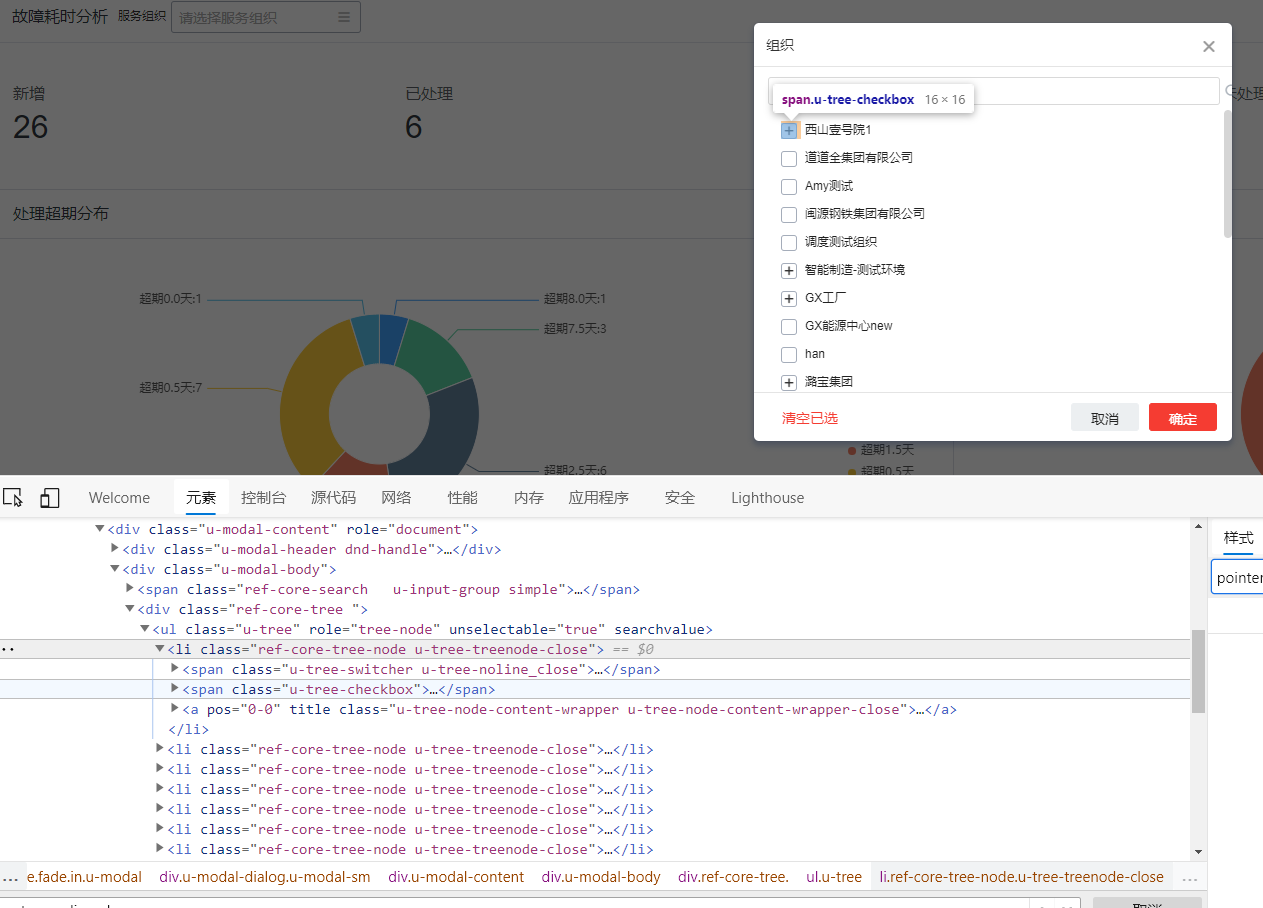 故障耗时分析 服务组织 请选择服务组织
组织
新增 已处理
26 6
span.u-tree-checkbox 16 × 16
西山壹号院1
道道全集团有限公司
Amy测试
闽源钢铁集团有限公司
调度测试组织
智能制造-测试环境
GX工厂
GX能源中心new
han
潞宝集团
清空已选 取消 确定
处理超期分布
超期0.0天:1 超期8.0天:1
超期7.5天:3
超期0.5天:7
超期2.5天:6
超期1.5天
超期0.5天
Welcome 元素 控制台 源代码 网络 性能 内存 应用程序 安全 Lighthouse
<div class="u-modal-content" role="document">
<div class="u-modal-header dnd-handle">…</div>
<div class="u-modal-body">
<span class="ref-core-search   u-input-group simple">…</span>
<div class="ref-core-tree ">
<ul class="u-tree" role="tree-node" unselectable="true" searchvalue>
<li class="ref-core-tree-node u-tree-treenode-close"> == $0
<span class="u-tree-switcher u-tree-noline_close">…</span>
<span class="u-tree-checkbox">…</span>
<a pos="0-0" title class="u-tree-node-content-wrapper u-tree-node-content-wrapper-close">…</a>
</li>
<li class="ref-core-tree-node u-tree-treenode-close">…</li>
<li class="ref-core-tree-node u-tree-treenode-close">…</li>
<li class="ref-core-tree-node u-tree-treenode-close">…</li>
<li class="ref-core-tree-node u-tree-treenode-close">…</li>
<li class="ref-core-tree-node u-tree-treenode-close">…</li>
<li class="ref-core-tree-node u-tree-treenode-close">…</li>
样式
pointer
... e.fade.in.u-modal div.u-modal-dialog.u-modal-sm div.u-modal-content div.u-modal-body div.ref-core-tree. ul.u-tree li.ref-core-tree-node.u-tree-treenode-close ...
取消